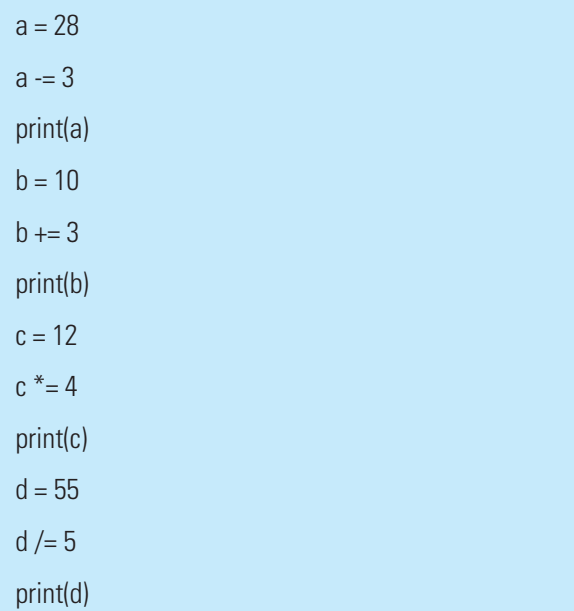 a = 28
a -= 3
print(a)
b = 10
b += 3
print(b)
c = 12
c *= 4
print(c)
d = 55
d /= 5
print(d)